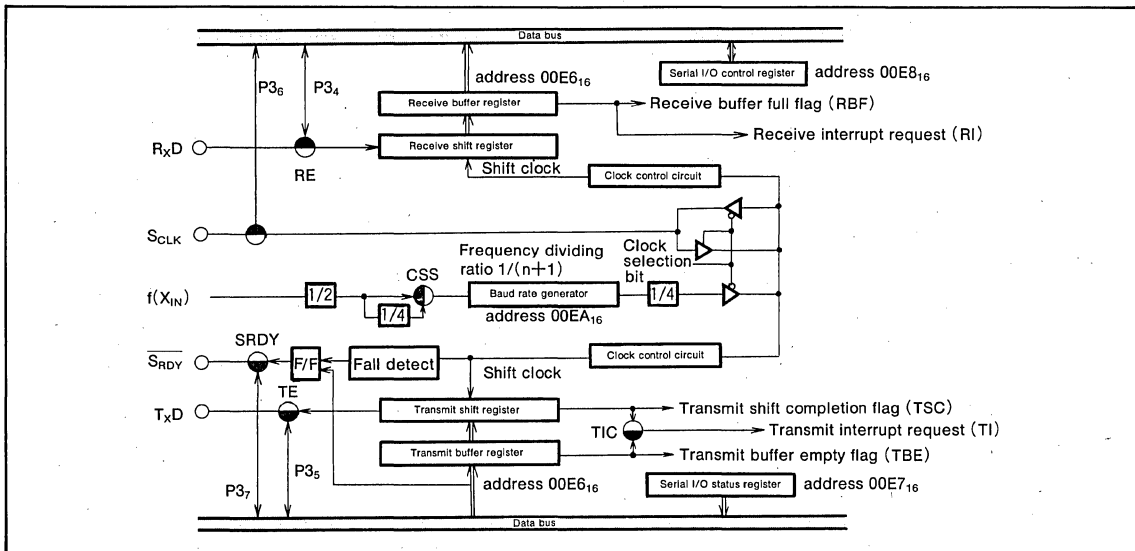 Data bus
P3₆
P3₄
address 00E6₁₆
Serial I/O control register
address 00E8₁₆
Receive buffer register
Receive buffer full flag (RBF)
Receive interrupt request (RI)
RXD
RE
Receive shift register
Shift clock
Clock control circuit
SCLK
Frequency dividing
ratio 1/(n+1)
Clock
selection
bit
CSS
f(XIN)
1/2
1/4
Baud rate generator
1/4
address 00EA₁₆
SRDY
S̅R̅D̅Y̅
F/F
Fall detect
Clock control circuit
Shift clock
TE
TXD
Transmit shift register
Transmit shift completion flag (TSC)
TIC
Transmit interrupt request (TI)
Transmit buffer register
Transmit buffer empty flag (TBE)
P3₇
P3₅
address 00E6₁₆
Serial I/O status register
address 00E7₁₆
Data bus